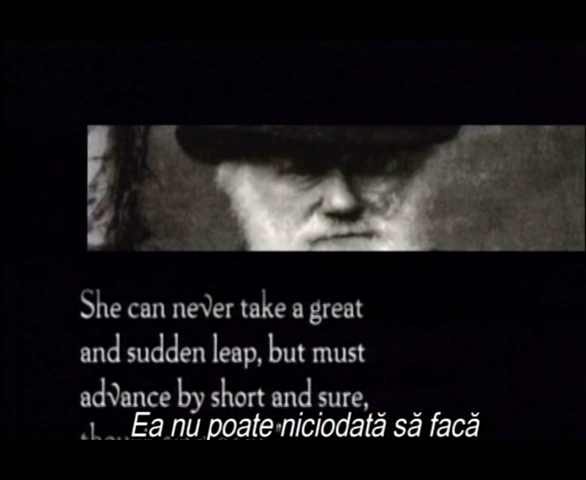 She can never take a great
and sudden leap, but must
advance by short and sure,
Ea nu poate niciodată să facă